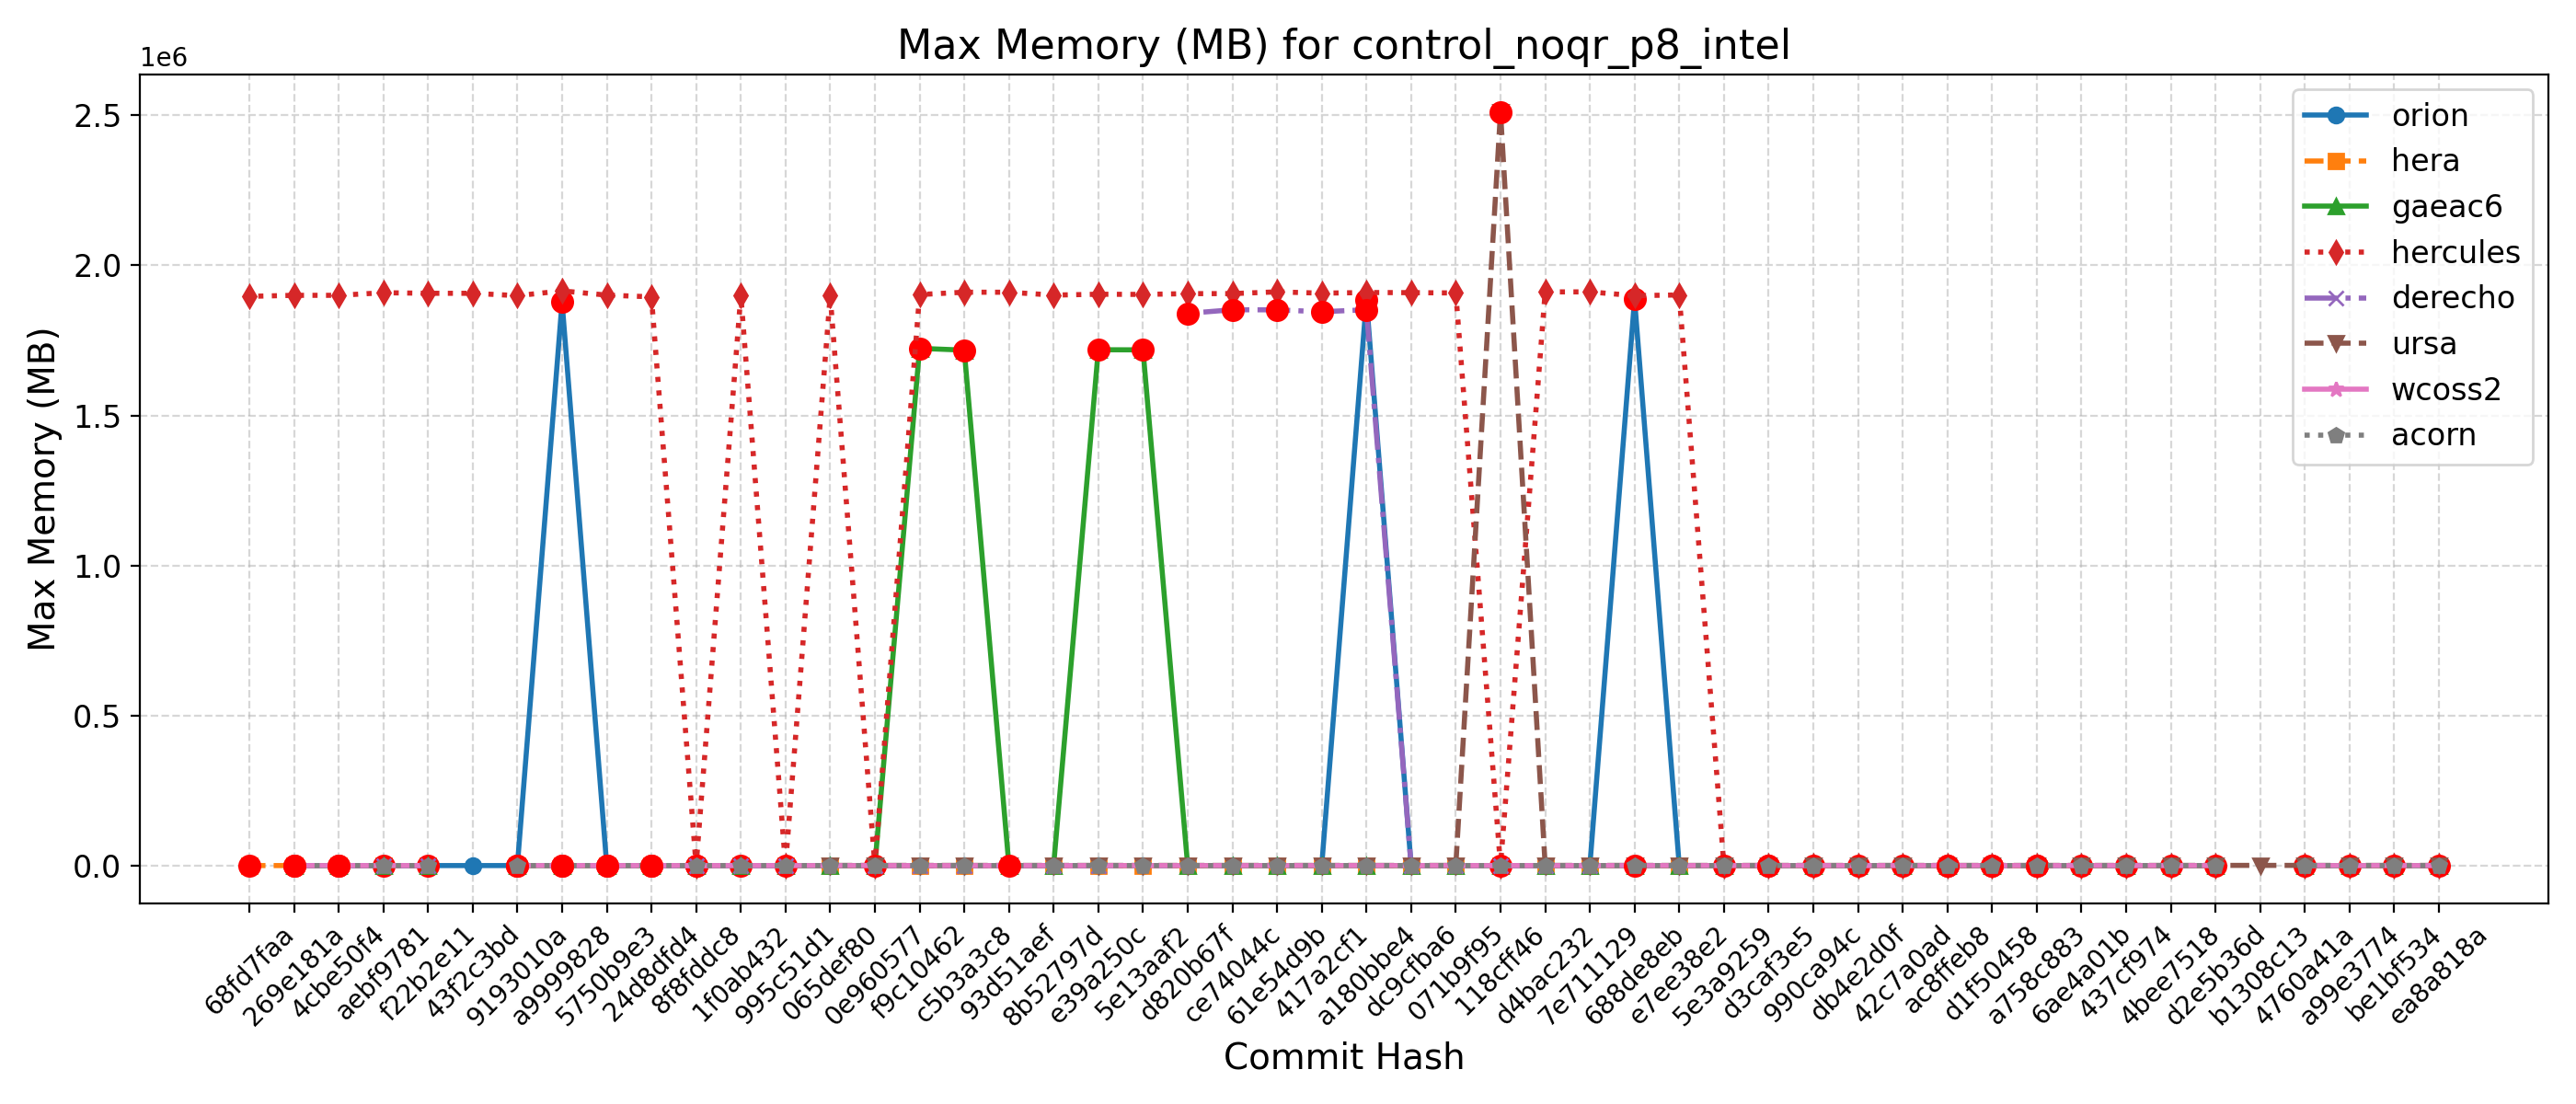 Max Memory (MB) for control_noqr_p8_intel
1e6
2.5
2.0
1.5
1.0
0.5
0.0
Max Memory (MB)
orion
hera
gaeac6
hercules
derecho
ursa
wcoss2
acorn
68fd7faa
269e181a
4cbe50f4
aebf9781
f22b2e11
43f2c3bd
9193010a
a9999828
5750b9e3
24d8dfd4
8f8fddc8
1f0ab432
995c51d1
065def80
0e960577
f9c10462
c5b3a3c8
93d51aef
8b52797d
e39a250c
5e13aaf2
d820b67f
ce74044c
61e54d9b
417a2cf1
a180bbe4
dc9cfba6
071b9f95
118cff46
d4bac232
7e711129
688de8eb
e7ee38e2
5e3a9259
d3caf3e5
990ca94c
db4e2d0f
42c7a0ad
ac8ffeb8
d1f50458
a758c883
6ae4a01b
437cf974
4bee7518
d2e5b36d
b1308c13
4760a41a
a99e3774
be1bf534
ea8a818a
Commit Hash